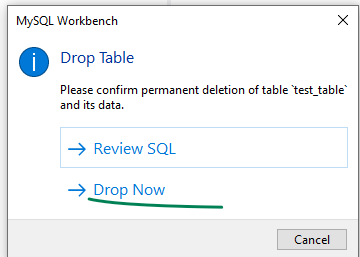 MySQL Workbench
Drop Table
Please confirm permanent deletion of table `test_table`
and its data.
Review SQL
Drop Now
Cancel